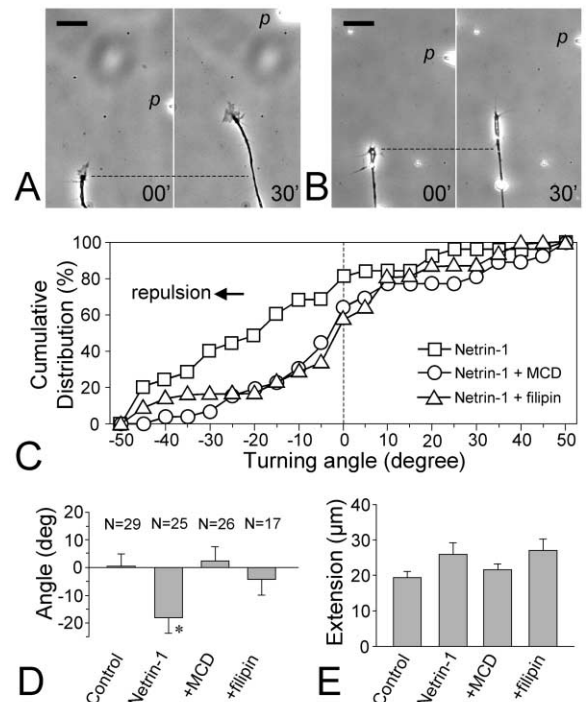 p
p
A
00'
30'
p
p
B
00'
30'
100
80
60
40
20
0
Cumulative
Distribution (%)
repulsion
Netrin-1
Netrin-1 + MCD
Netrin-1 + filipin
-50 -40 -30 -20 -10 0 10 20 30 40 50
Turning angle (degree)
C
N=29 N=25 N=26 N=17
20
10
0
-10
-20
Angle (deg)
*
Control
Netrin-1
+MCD
+filipin
D
40
30
20
10
0
Extension (µm)
Control
Netrin-1
+MCD
+filipin
E